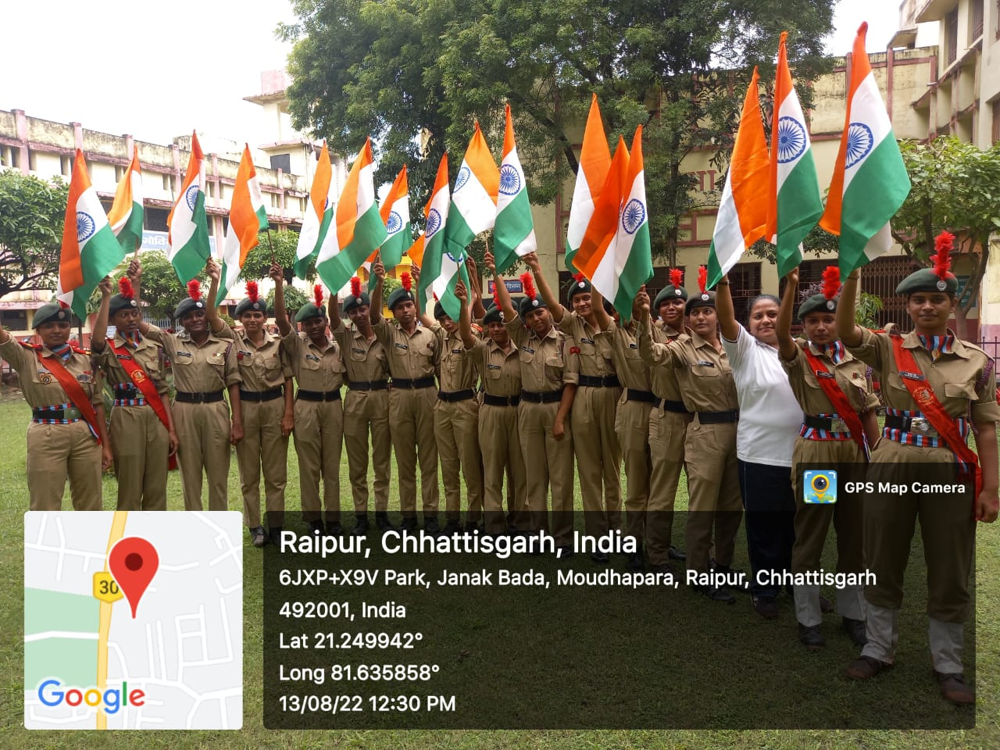 GPS Map Camera
Raipur, Chhattisgarh, India
6JXP+X9V Park, Janak Bada, Moudhapara, Raipur, Chhattisgarh
492001, India
Lat 21.249942°
Long 81.635858°
13/08/22 12:30 PM
30
Google